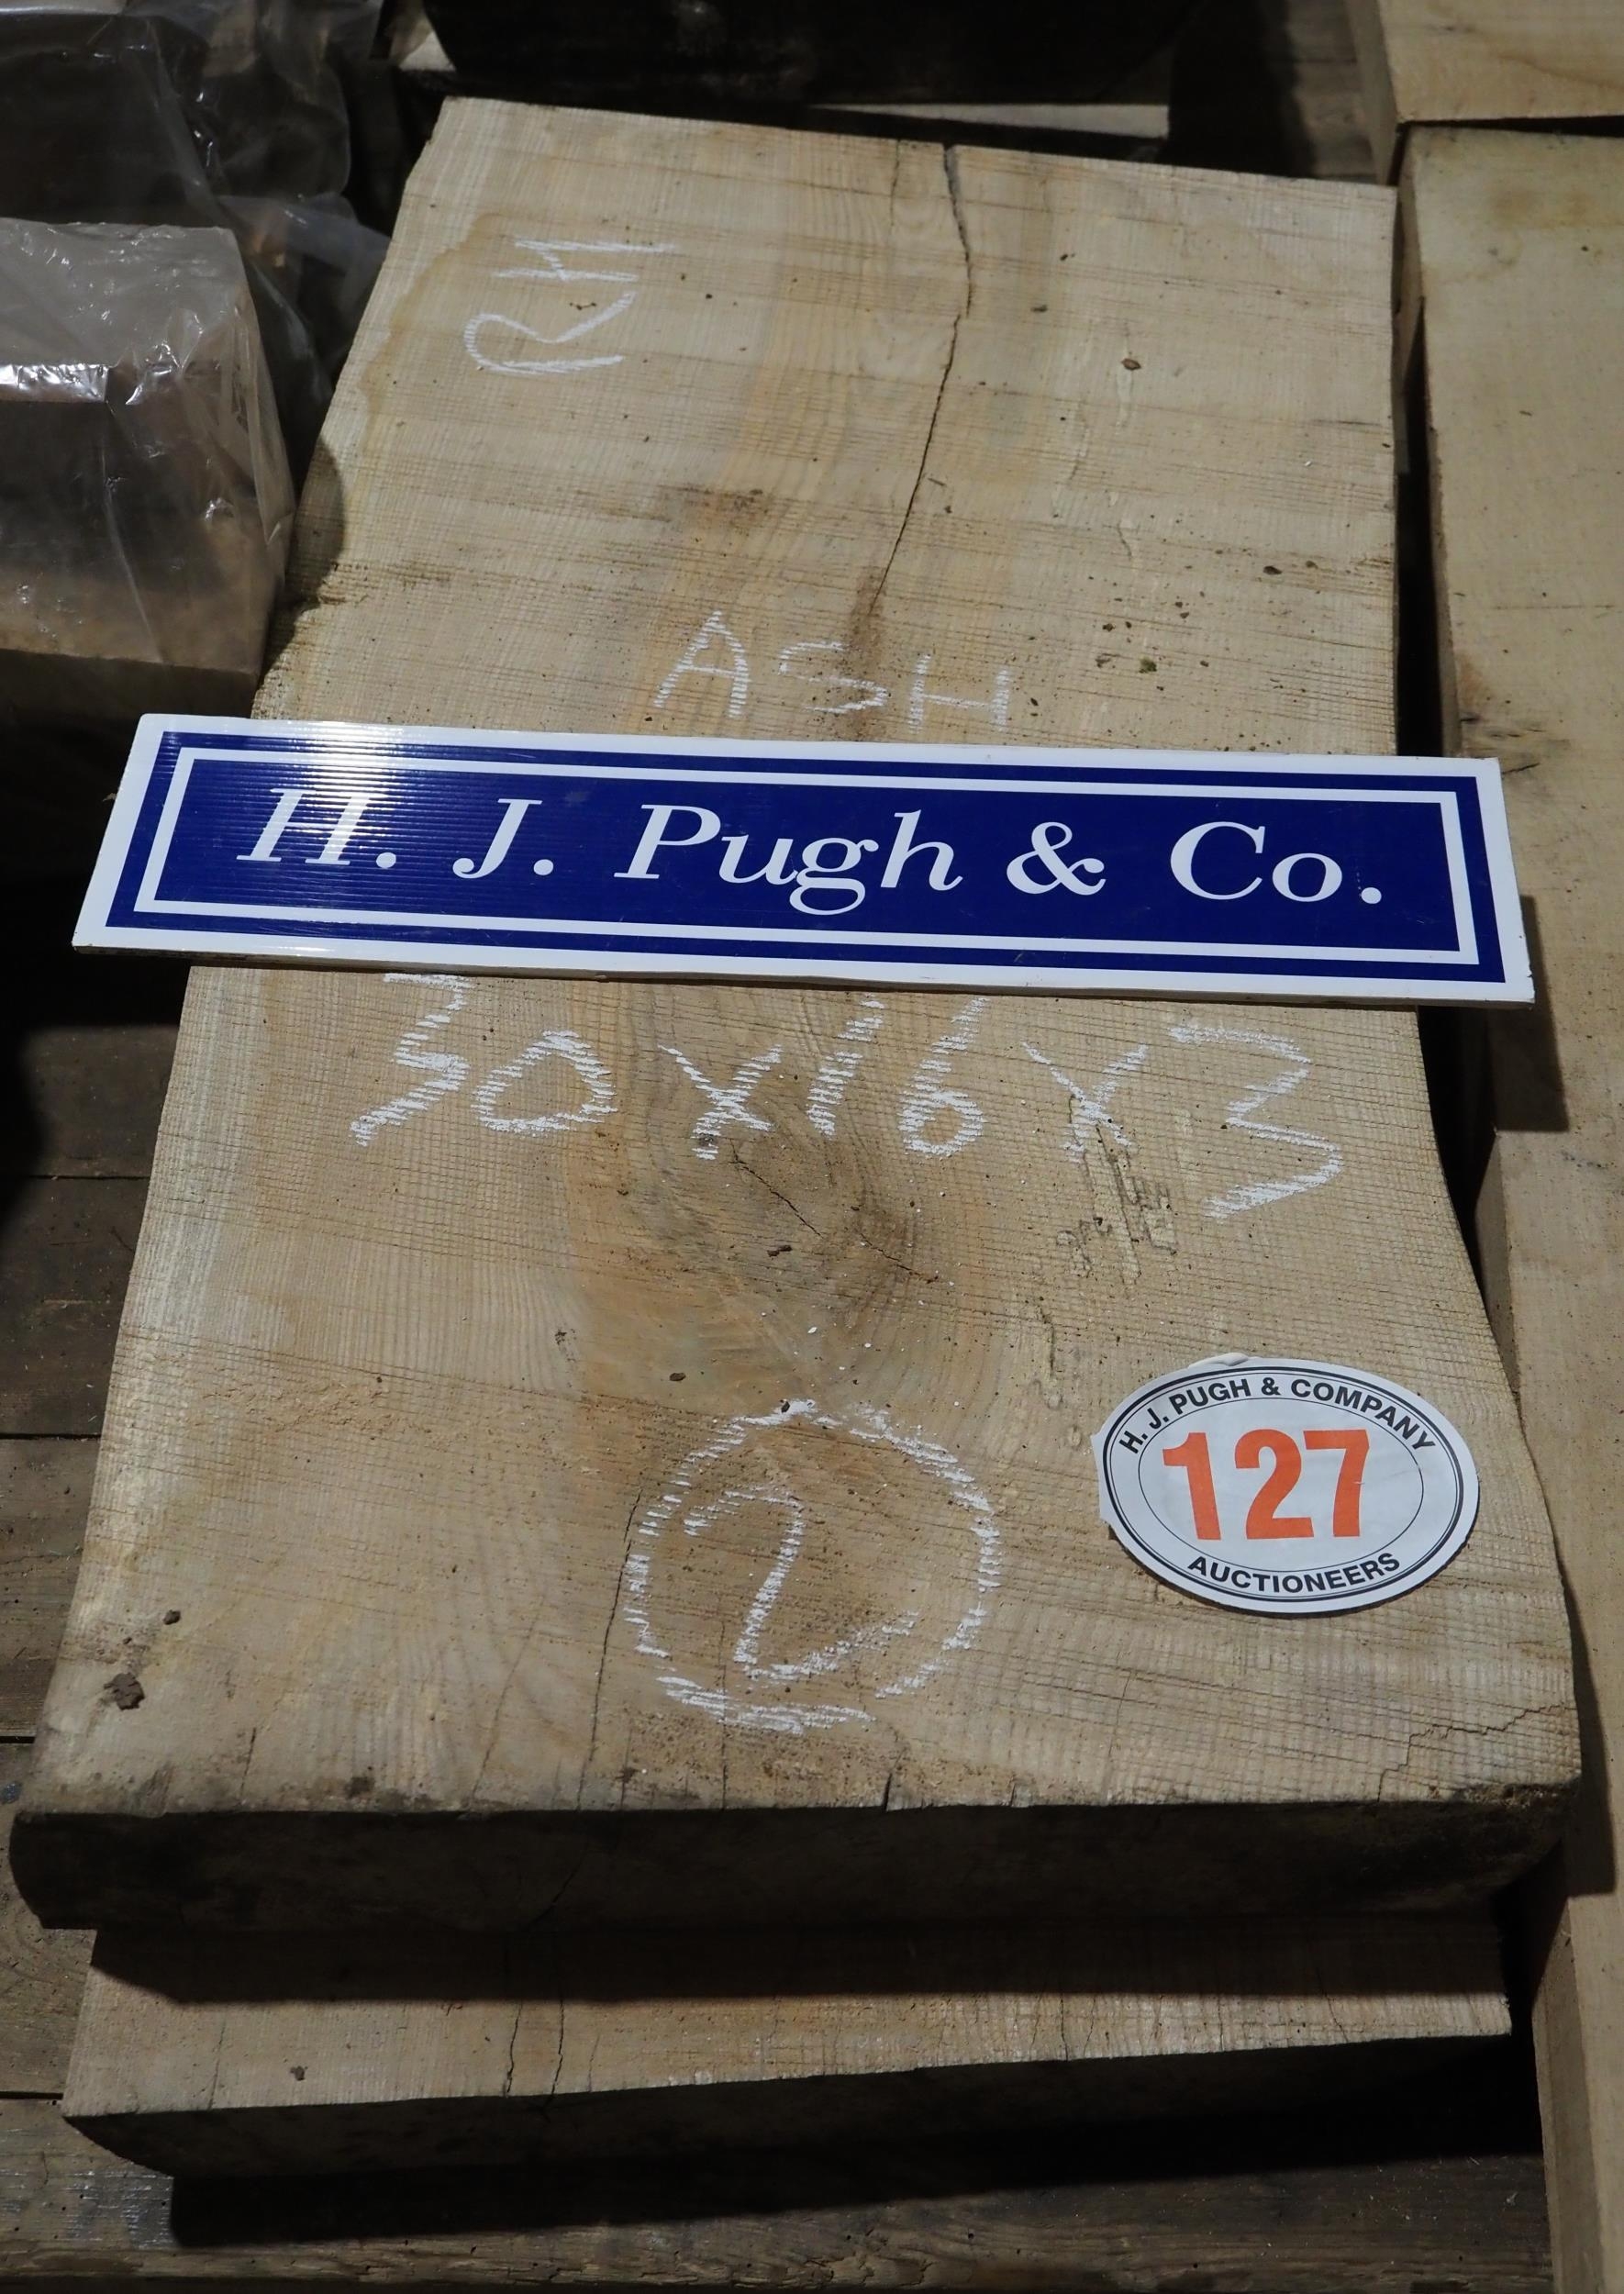 RH
ASH
H. J. Pugh & Co.
30x16x3
2
H. J. PUGH & COMPANY
127
AUCTIONEERS